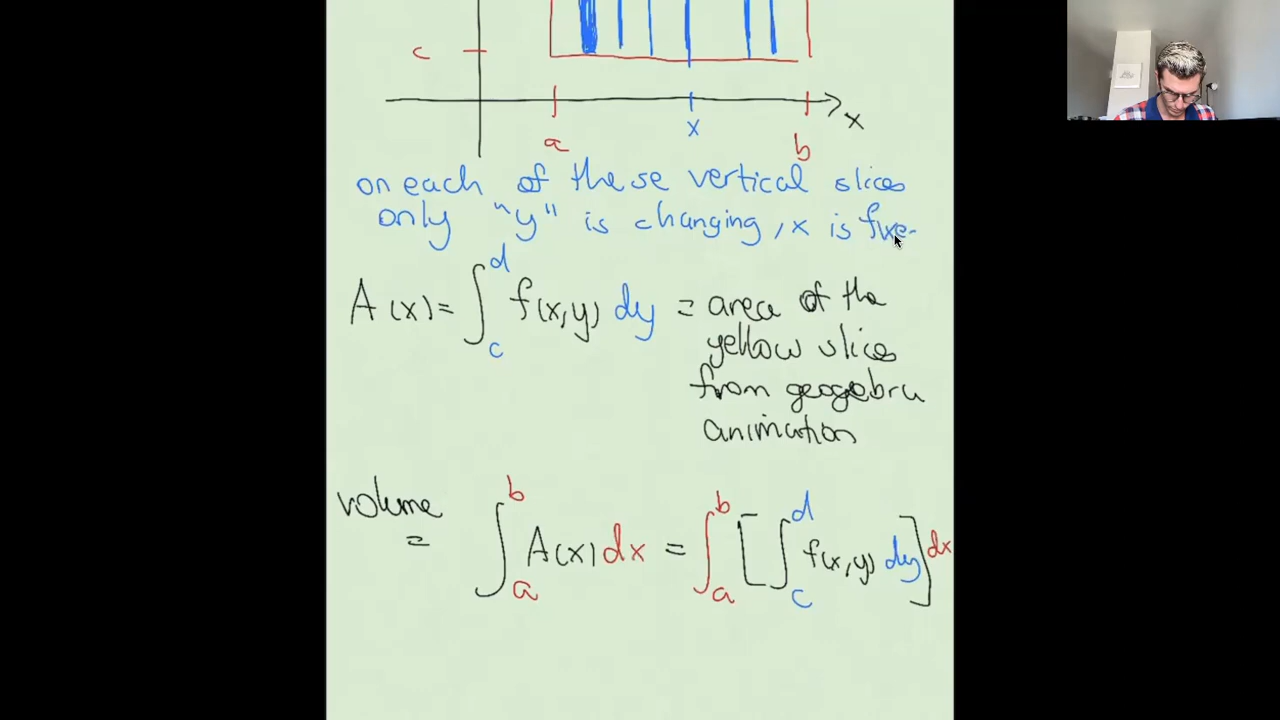 c
x
a x b
on each of these vertical slices
only "y" is changing, x is fixe
A(x) = ∫_c^d f(x,y) dy = area of the
yellow slices
from geogebra
animation
volume
= ∫_a^b A(x) dx = ∫_a^b [ ∫_c^d f(x,y) dy ] dx